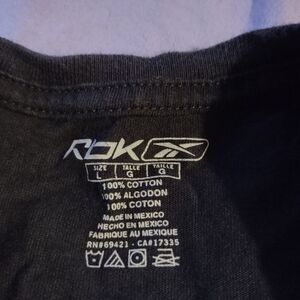 RBK
SIZE TALLE TAILLE
L G G
100% COTTON
100% ALGODON
100% COTON
MADE IN MEXICO
HECHO EN MEXICO
FABRIQUE AU MEXIQUE
RN#69421 - CA#17335